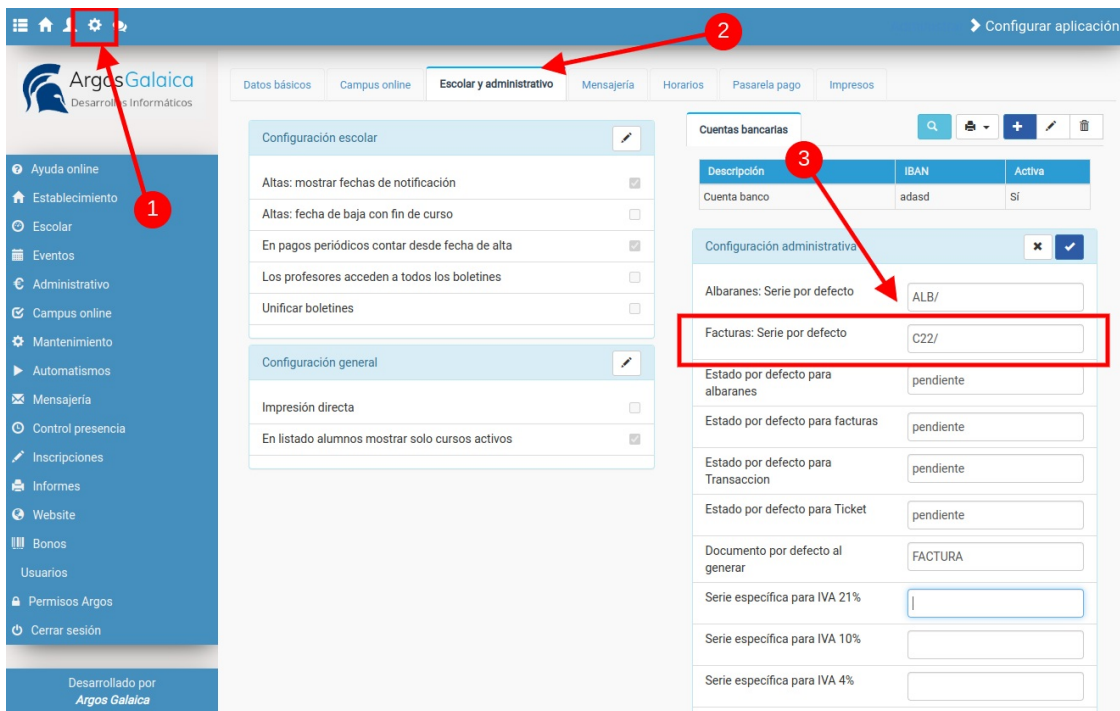 Configurar aplicación
2
ArgosGalaica
Desarrollos Informáticos
Datos básicos
Campus online
Escolar y administrativo
Mensajería
Horarios
Pasarela pago
Impresos
Ayuda online
Establecimiento
1
Escolar
Eventos
Administrativo
Campus online
Mantenimiento
Automatismos
Mensajería
Control presencia
Inscripciones
Informes
Website
Bonos
Usuarios
Permisos Argos
Cerrar sesión
Desarrollado por
Argos Galaica
Configuración escolar
Altas: mostrar fechas de notificación
Altas: fecha de baja con fin de curso
En pagos periódicos contar desde fecha de alta
Los profesores acceden a todos los boletines
Unificar boletines
Configuración general
Impresión directa
En listado alumnos mostrar solo cursos activos
Cuentas bancarias
3
Descripción IBAN Activa
Cuenta banco adasd Sí
Configuración administrativa
Albaranes: Serie por defecto ALB/
Facturas: Serie por defecto C22/
Estado por defecto para
albaranes
pendiente
Estado por defecto para facturas pendiente
Estado por defecto para
Transaccion
pendiente
Estado por defecto para Ticket pendiente
Documento por defecto al
generar
FACTURA
Serie específica para IVA 21%
Serie específica para IVA 10%
Serie específica para IVA 4%